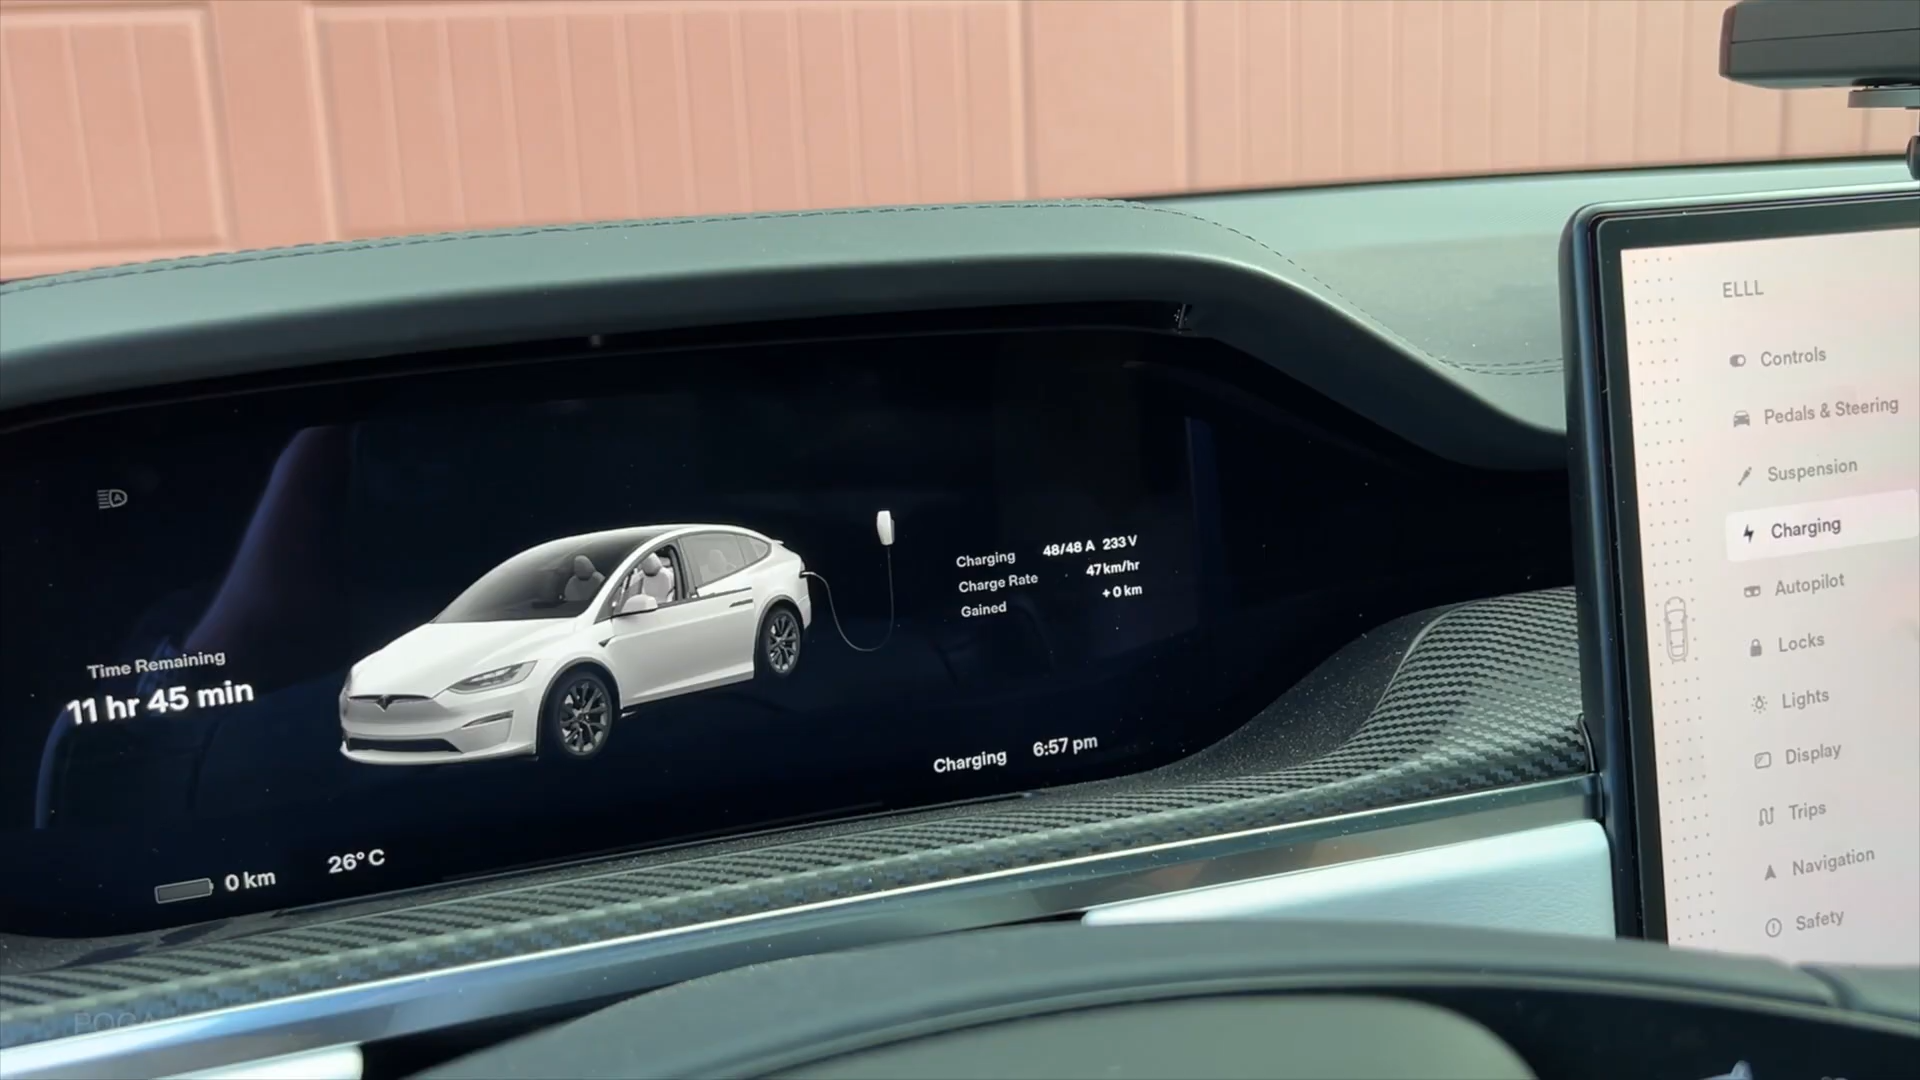 Time Remaining
11 hr 45 min
0 km
26°C
Charging 48/48 A 233 V
Charge Rate 47 km/hr
Gained + 0 km
Charging 6:57 pm
ELLL
Controls
Pedals & Steering
Suspension
Charging
Autopilot
Locks
Lights
Display
Trips
Navigation
Safety